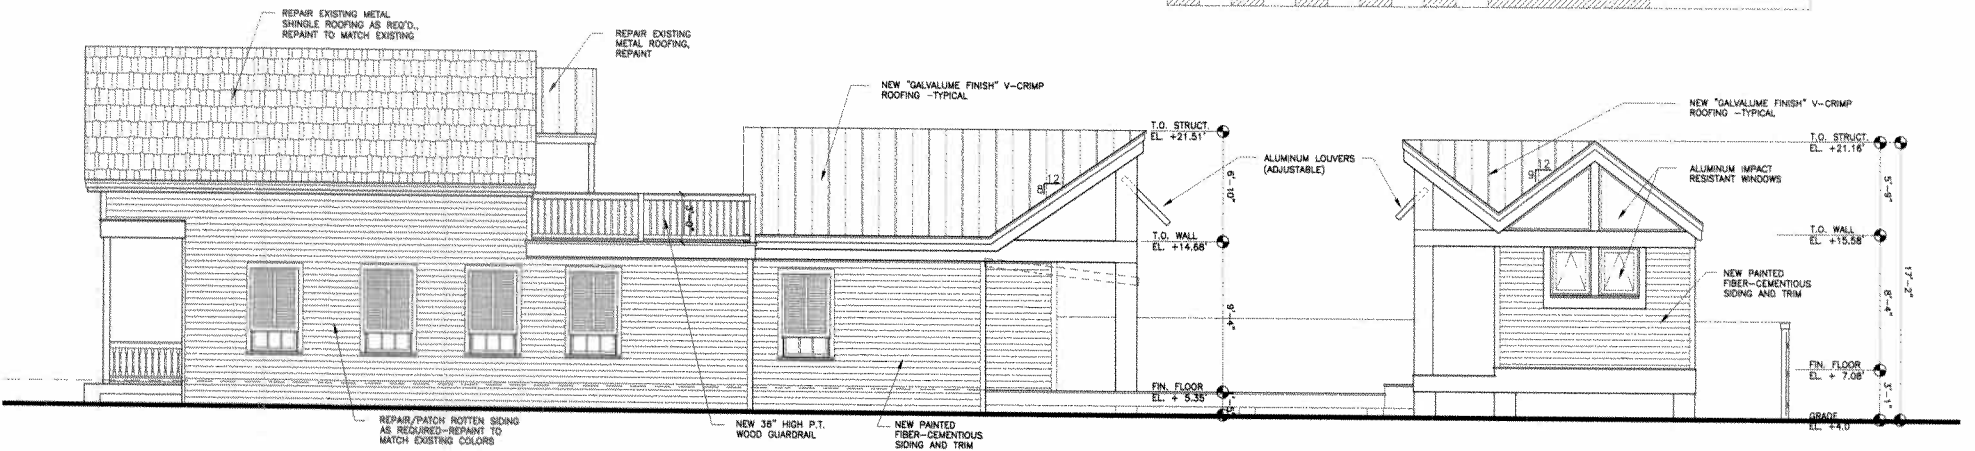 REPAIR EXISTING METAL
SHINGLE ROOFING AS REQ'D.,
REPAINT TO MATCH EXISTING
REPAIR EXISTING
METAL ROOFING,
REPAINT
NEW "GALVALUME FINISH" V-CRIMP
ROOFING -TYPICAL
T.O. STRUCT.
EL. +21.51'
12
8
6'-10"
ALUMINUM LOUVERS
(ADJUSTABLE)
T.O. WALL
EL. +14.68'
9'-4"
FIN. FLOOR
EL. + 5.35'
3'-0"
REPAIR/PATCH ROTTEN SIDING
AS REQUIRED-REPAINT TO
MATCH EXISTING COLORS
NEW 36" HIGH P.T.
WOOD GUARDRAIL
NEW PAINTED
FIBER-CEMENTIOUS
SIDING AND TRIM
NEW "GALVALUME FINISH" V-CRIMP
ROOFING -TYPICAL
12
9
ALUMINUM IMPACT
RESISTANT WINDOWS
T.O. STRUCT.
EL. +21.16'
5'-9"
T.O. WALL
EL. +15.58'
NEW PAINTED
FIBER-CEMENTIOUS
SIDING AND TRIM
8'-4"
17'-2"
FIN. FLOOR
EL. + 7.08'
3'-1"
GRADE
EL. +4.0'